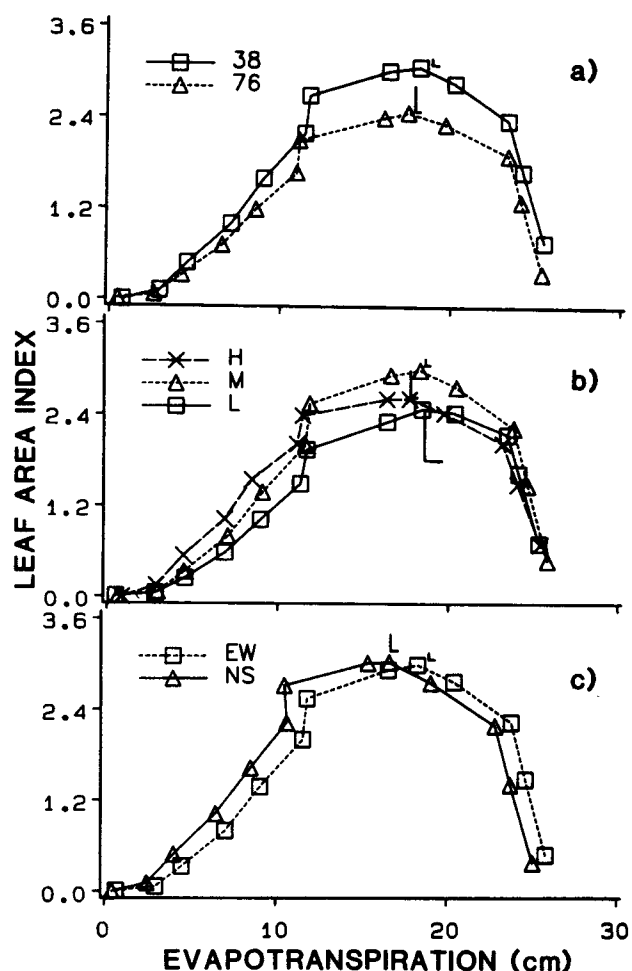 3.6
38
76
a)
2.4
1.2
0.0
LEAF AREA INDEX
3.6
H
M
L
b)
2.4
1.2
0.0
3.6
EW
NS
c)
2.4
1.2
0.0
0 10 20 30
EVAPOTRANSPIRATION (cm)